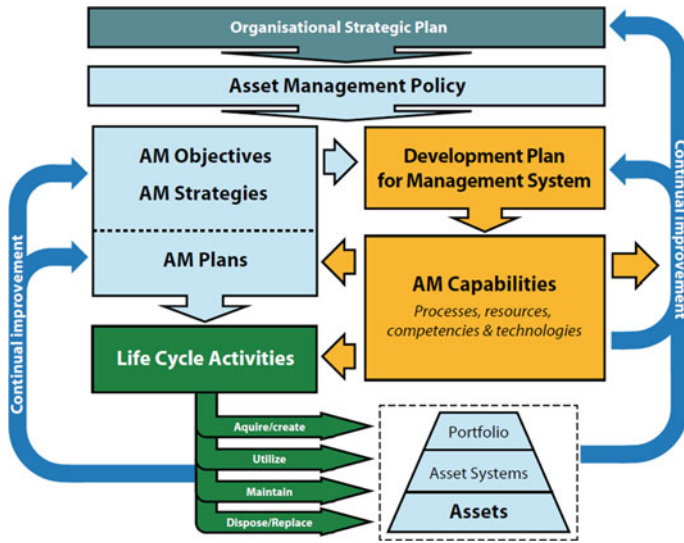 Organisational Strategic Plan
Asset Management Policy
AM Objectives
AM Strategies
AM Plans
Development Plan
for Management System
AM Capabilities
Processes, resources,
competencies & technologies
Life Cycle Activities
Aquire/create
Utilize
Maintain
Dispose/Replace
Portfolio
Asset Systems
Assets
Continual improvement
Continual improvement